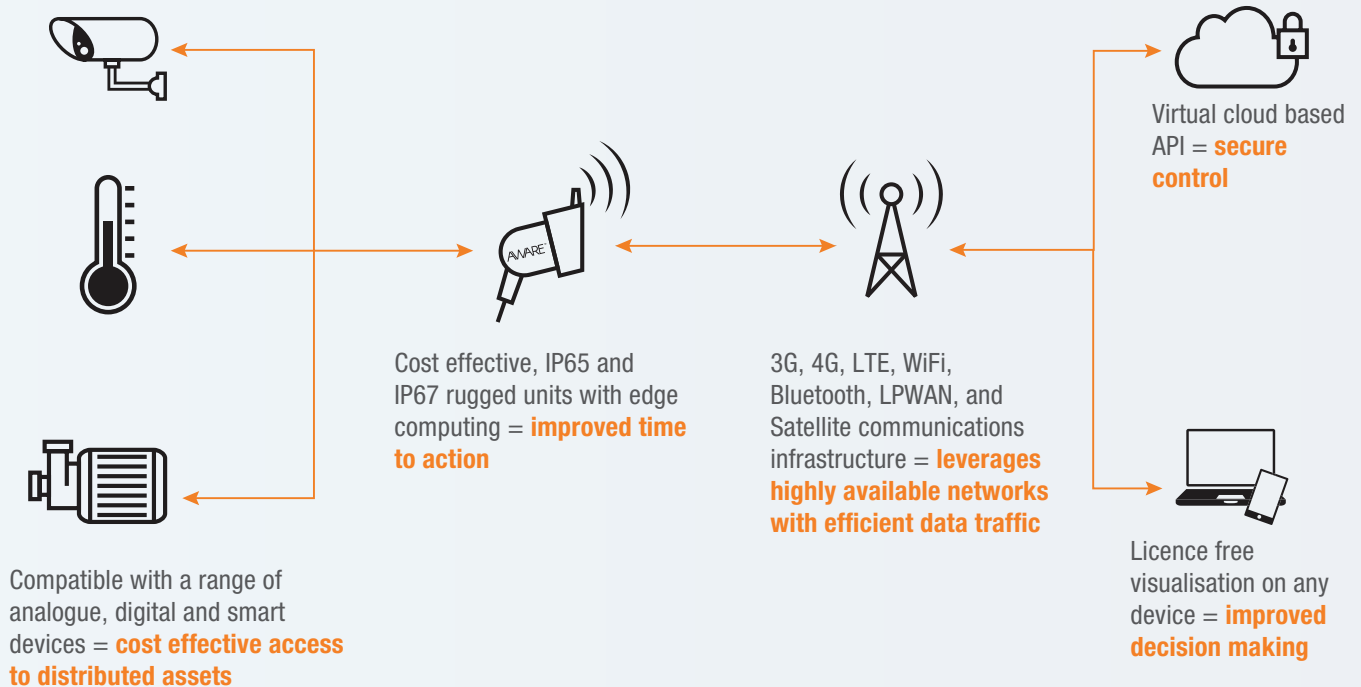 Virtual cloud based
API = secure
control
AWARE™
Cost effective, IP65 and
IP67 rugged units with edge
computing = improved time
to action
3G, 4G, LTE, WiFi,
Bluetooth, LPWAN, and
Satellite communications
infrastructure = leverages
highly available networks
with efficient data traffic
Compatible with a range of
analogue, digital and smart
devices = cost effective access
to distributed assets
Licence free
visualisation on any
device = improved
decision making